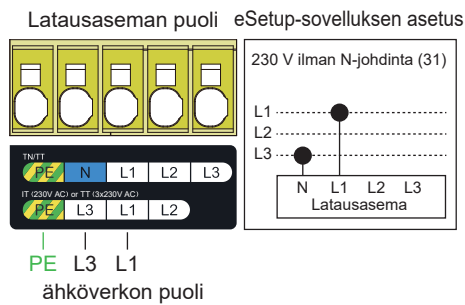 Latausaseman puoli
eSetup-sovelluksen asetus
TN/TT
PE N L1 L2 L3
IT (230V AC) or TT (3x230V AC)
PE L3 L1 L2
PE L3 L1
ähköverkon puoli
230 V ilman N-johdinta (31)
L1
L2
L3
N L1 L2 L3
Latausasema